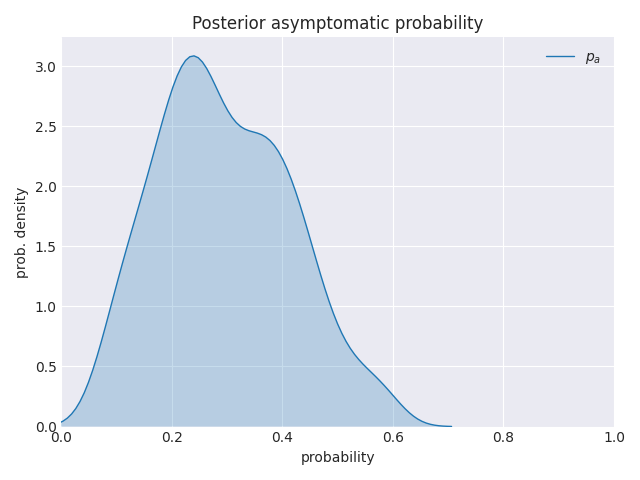 Posterior asymptomatic probability
pₐ
prob. density
3.0
2.5
2.0
1.5
1.0
0.5
0.0
0.0 0.2 0.4 0.6 0.8 1.0
probability